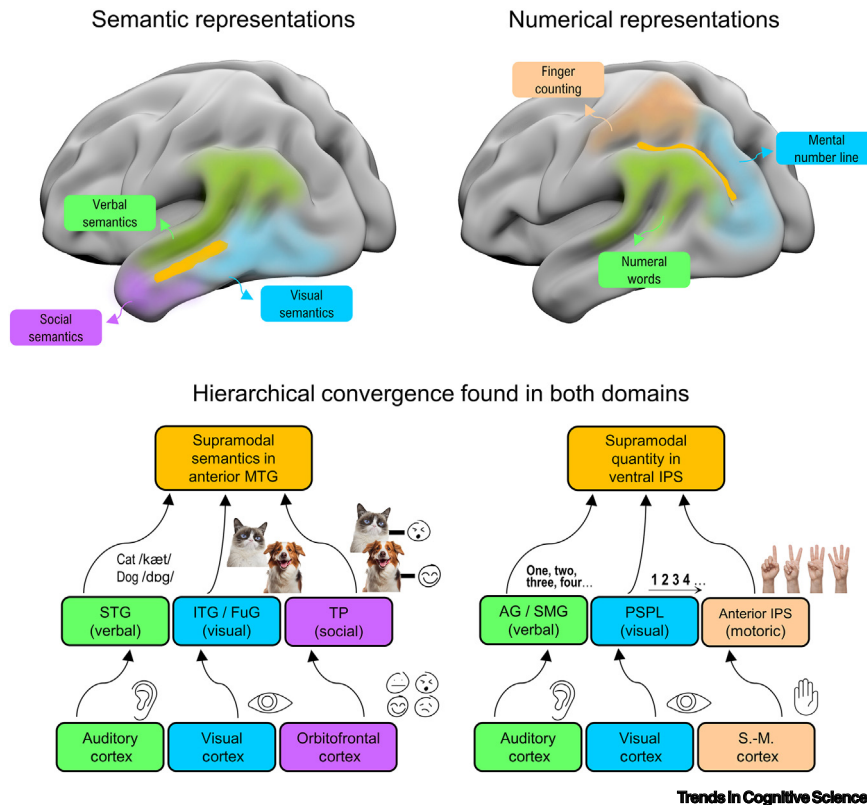 Semantic representations
Numerical representations
Finger
counting
Mental
number line
Verbal
semantics
Numeral
words
Visual
semantics
Social
semantics
Hierarchical convergence found in both domains
Supramodal
semantics in
anterior MTG
Supramodal
quantity in
ventral IPS
Cat /kæt/
Dog /dɒg/
One, two,
three, four...
1 2 3 4 ...
STG
(verbal)
ITG / FuG
(visual)
TP
(social)
AG / SMG
(verbal)
PSPL
(visual)
Anterior IPS
(motoric)
Auditory
cortex
Visual
cortex
Orbitofrontal
cortex
Auditory
cortex
Visual
cortex
S.-M.
cortex
Trends in Cognitive Science